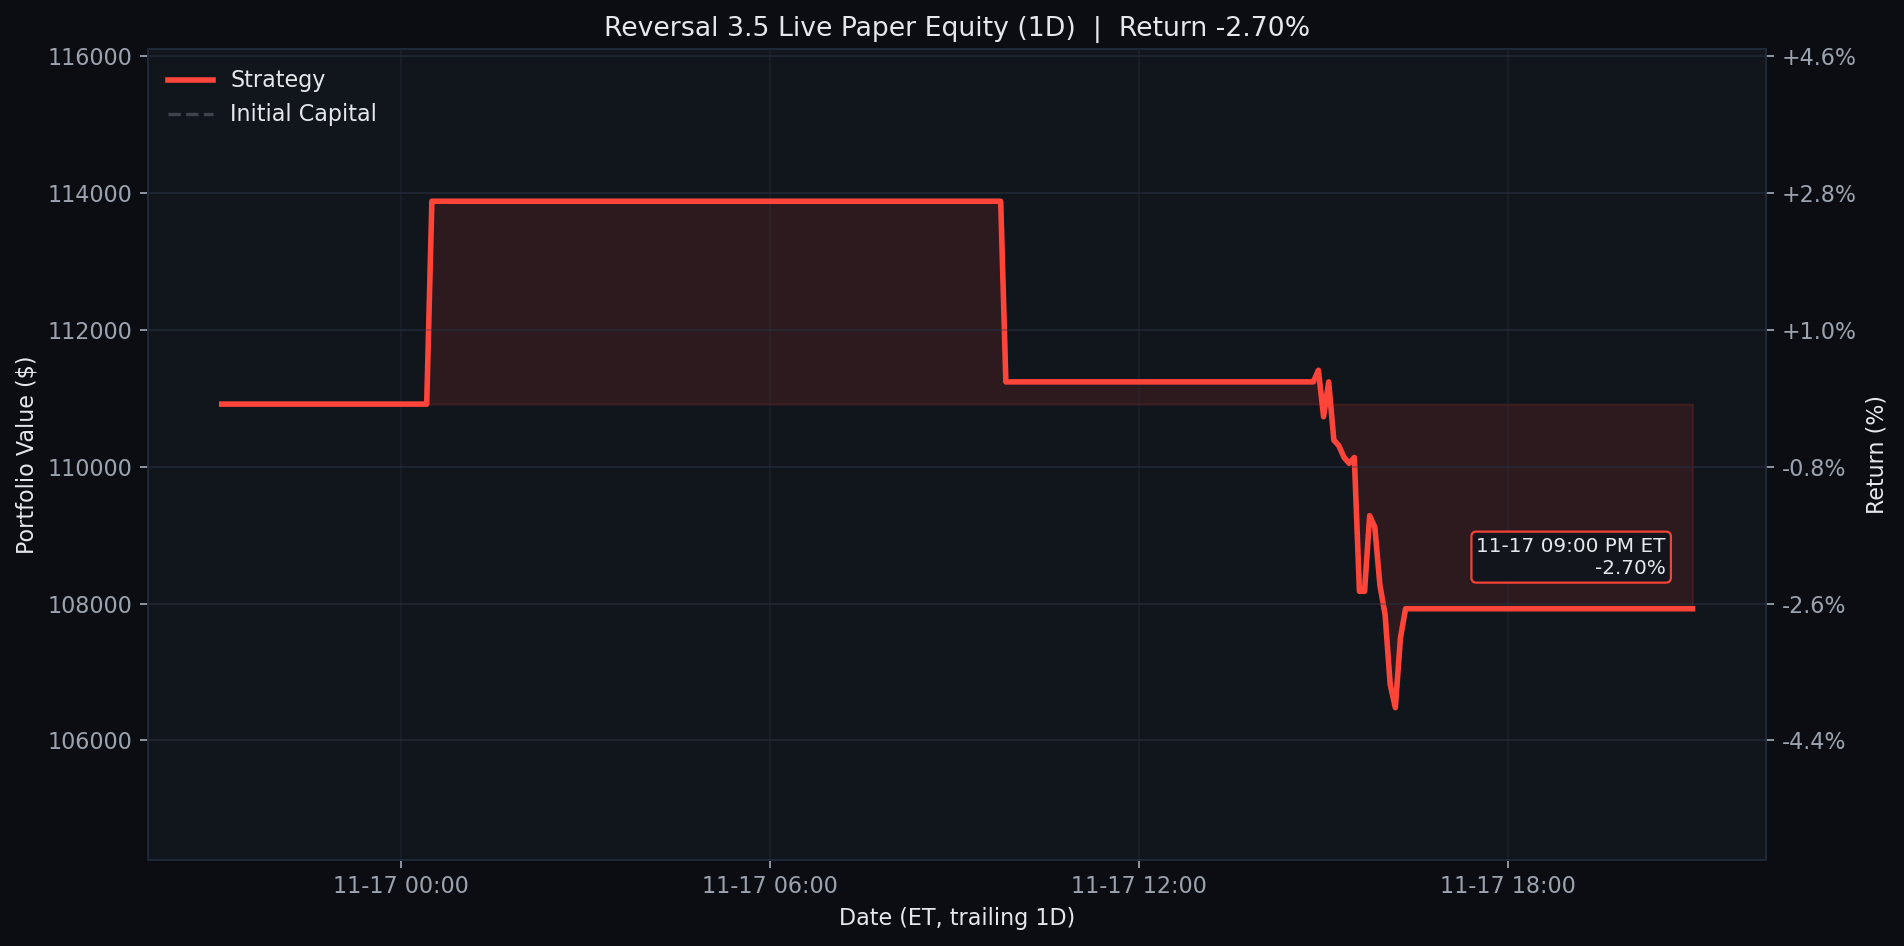 Reversal 3.5 Live Paper Equity (1D)  |  Return -2.70%
Strategy
Initial Capital
Portfolio Value ($)
116000
114000
112000
110000
108000
106000
+4.6%
+2.8%
+1.0%
-0.8%
-2.6%
-4.4%
Return (%)
11-17 09:00 PM ET
-2.70%
11-17 00:00
11-17 06:00
11-17 12:00
11-17 18:00
Date (ET, trailing 1D)